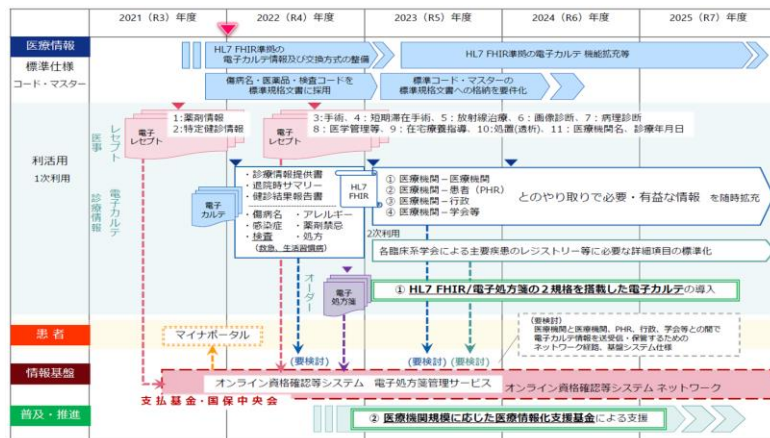 2021（R3）年度
2022（R4）年度
2023（R5）年度
2024（R6）年度
2025（R7）年度
医療情報
標準仕様
コード・マスター
HL7 FHIR準拠の
電子カルテ情報及び交換方式の整備
HL7 FHIR準拠の電子カルテ 機能拡充等
傷病名・医薬品・検査コードを
標準規格文書に採用
標準コード・マスターの
標準規格文書への格納を要件化
利活用
1次利用
医事
レセプト
診療情報
電子カルテ
電子
レセプト
1：薬剤情報
2：特定健診情報
電子
レセプト
3：手術、4：短期滞在手術、5：放射線治療、6：画像診断、7：病理診断
8：医学管理等、9：在宅療養指導、10：処置(透析)、11：医療機関名、診療年月日
電子
カルテ
・診療情報提供書
・退院時サマリー
・健診結果報告書
・傷病名 ・アレルギー
・感染症 ・薬剤禁忌
・検査 ・処方
（救急、生活習慣病）
HL7
FHIR
① 医療機関－医療機関
② 医療機関－患者（PHR）
③ 医療機関－行政
④ 医療機関－学会等
とのやり取りで必要・有益な情報 を随時拡充
2次利用
各臨床系学会による主要疾患のレジストリー等に必要な詳細項目の標準化
オーダー
電子
処方箋
① HL7 FHIR/電子処方箋の２規格を搭載した電子カルテの導入
患者
マイナポータル
(要検討)
(要検討)
(要検討)
医療機関と医療機関、PHR、行政、学会等との間で
電子カルテ情報を送受信・保管するための
ネットワーク経路、基盤システム仕様
情報基盤
オンライン資格確認等システム 電子処方箋管理サービス
オンライン資格確認等システム ネットワーク
支払基金・国保中央会
普及・推進
② 医療機関規模に応じた医療情報化支援基金による支援